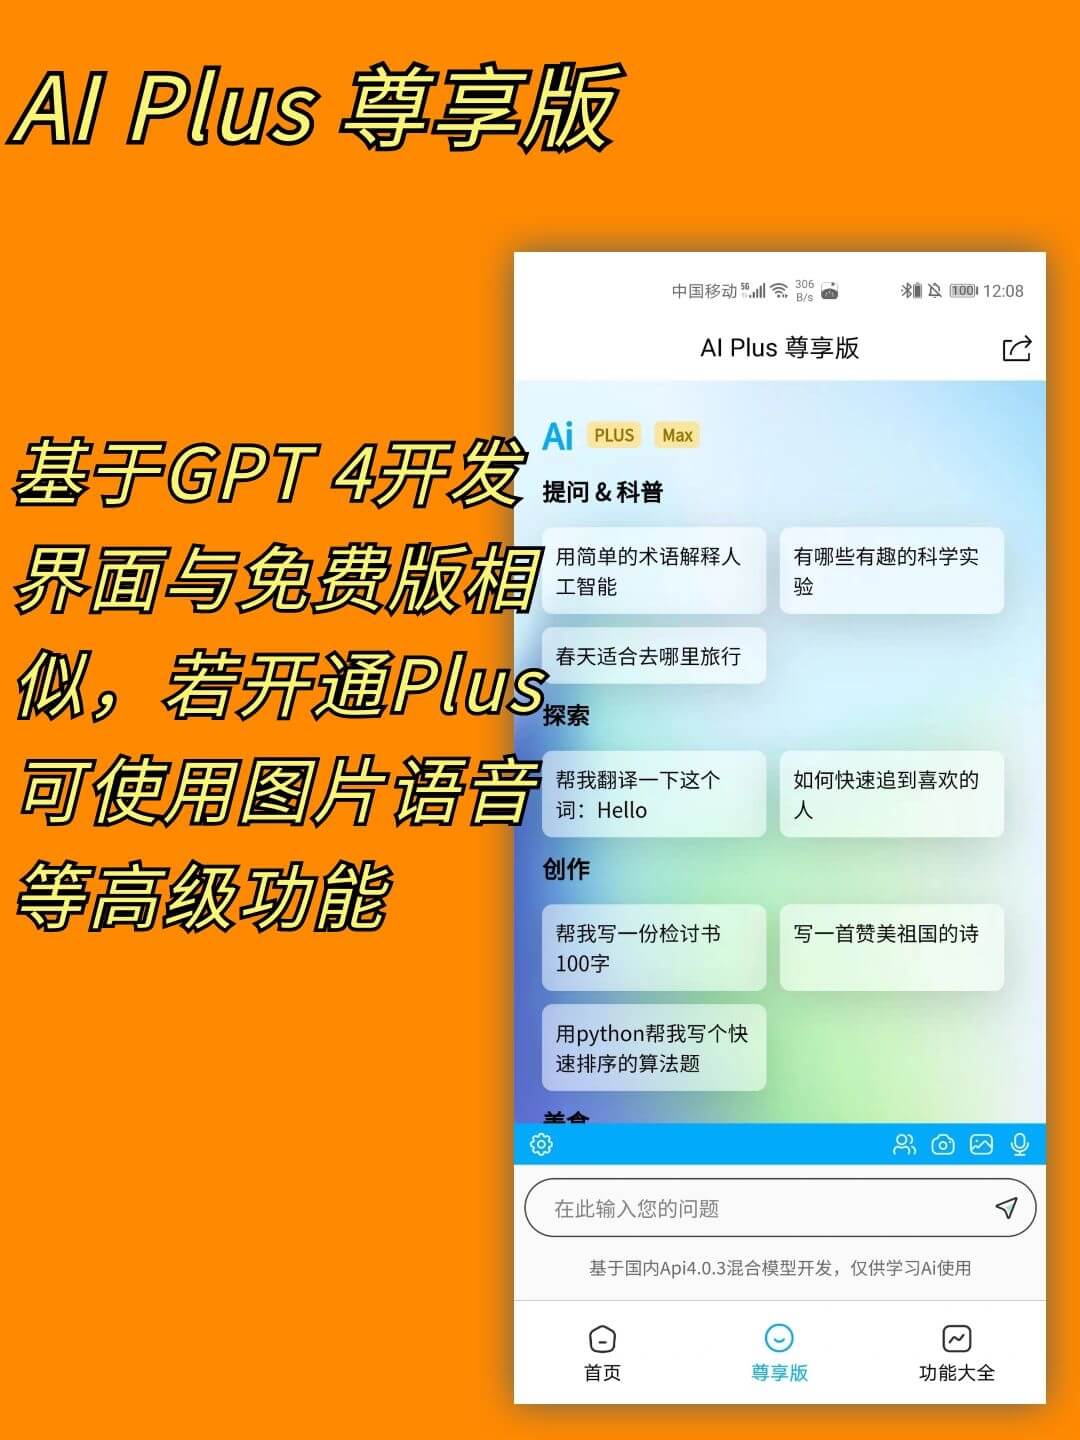 AI Plus 尊享版
基于GPT 4开发
界面与免费版相
似，若开通Plus
可使用图片语音
等高级功能
中国移动 5G 306 B/s 100 12:08
AI Plus 尊享版
Ai PLUS Max
提问 & 科普
用简单的术语解释人
工智能
有哪些有趣的科学实
验
春天适合去哪里旅行
探索
帮我翻译一下这个
词：Hello
如何快速追到喜欢的
人
创作
帮我写一份检讨书
100字
写一首赞美祖国的诗
用python帮我写个快
速排序的算法题
美食
在此输入您的问题
基于国内Api4.0.3混合模型开发，仅供学习Ai使用
首页 尊享版 功能大全